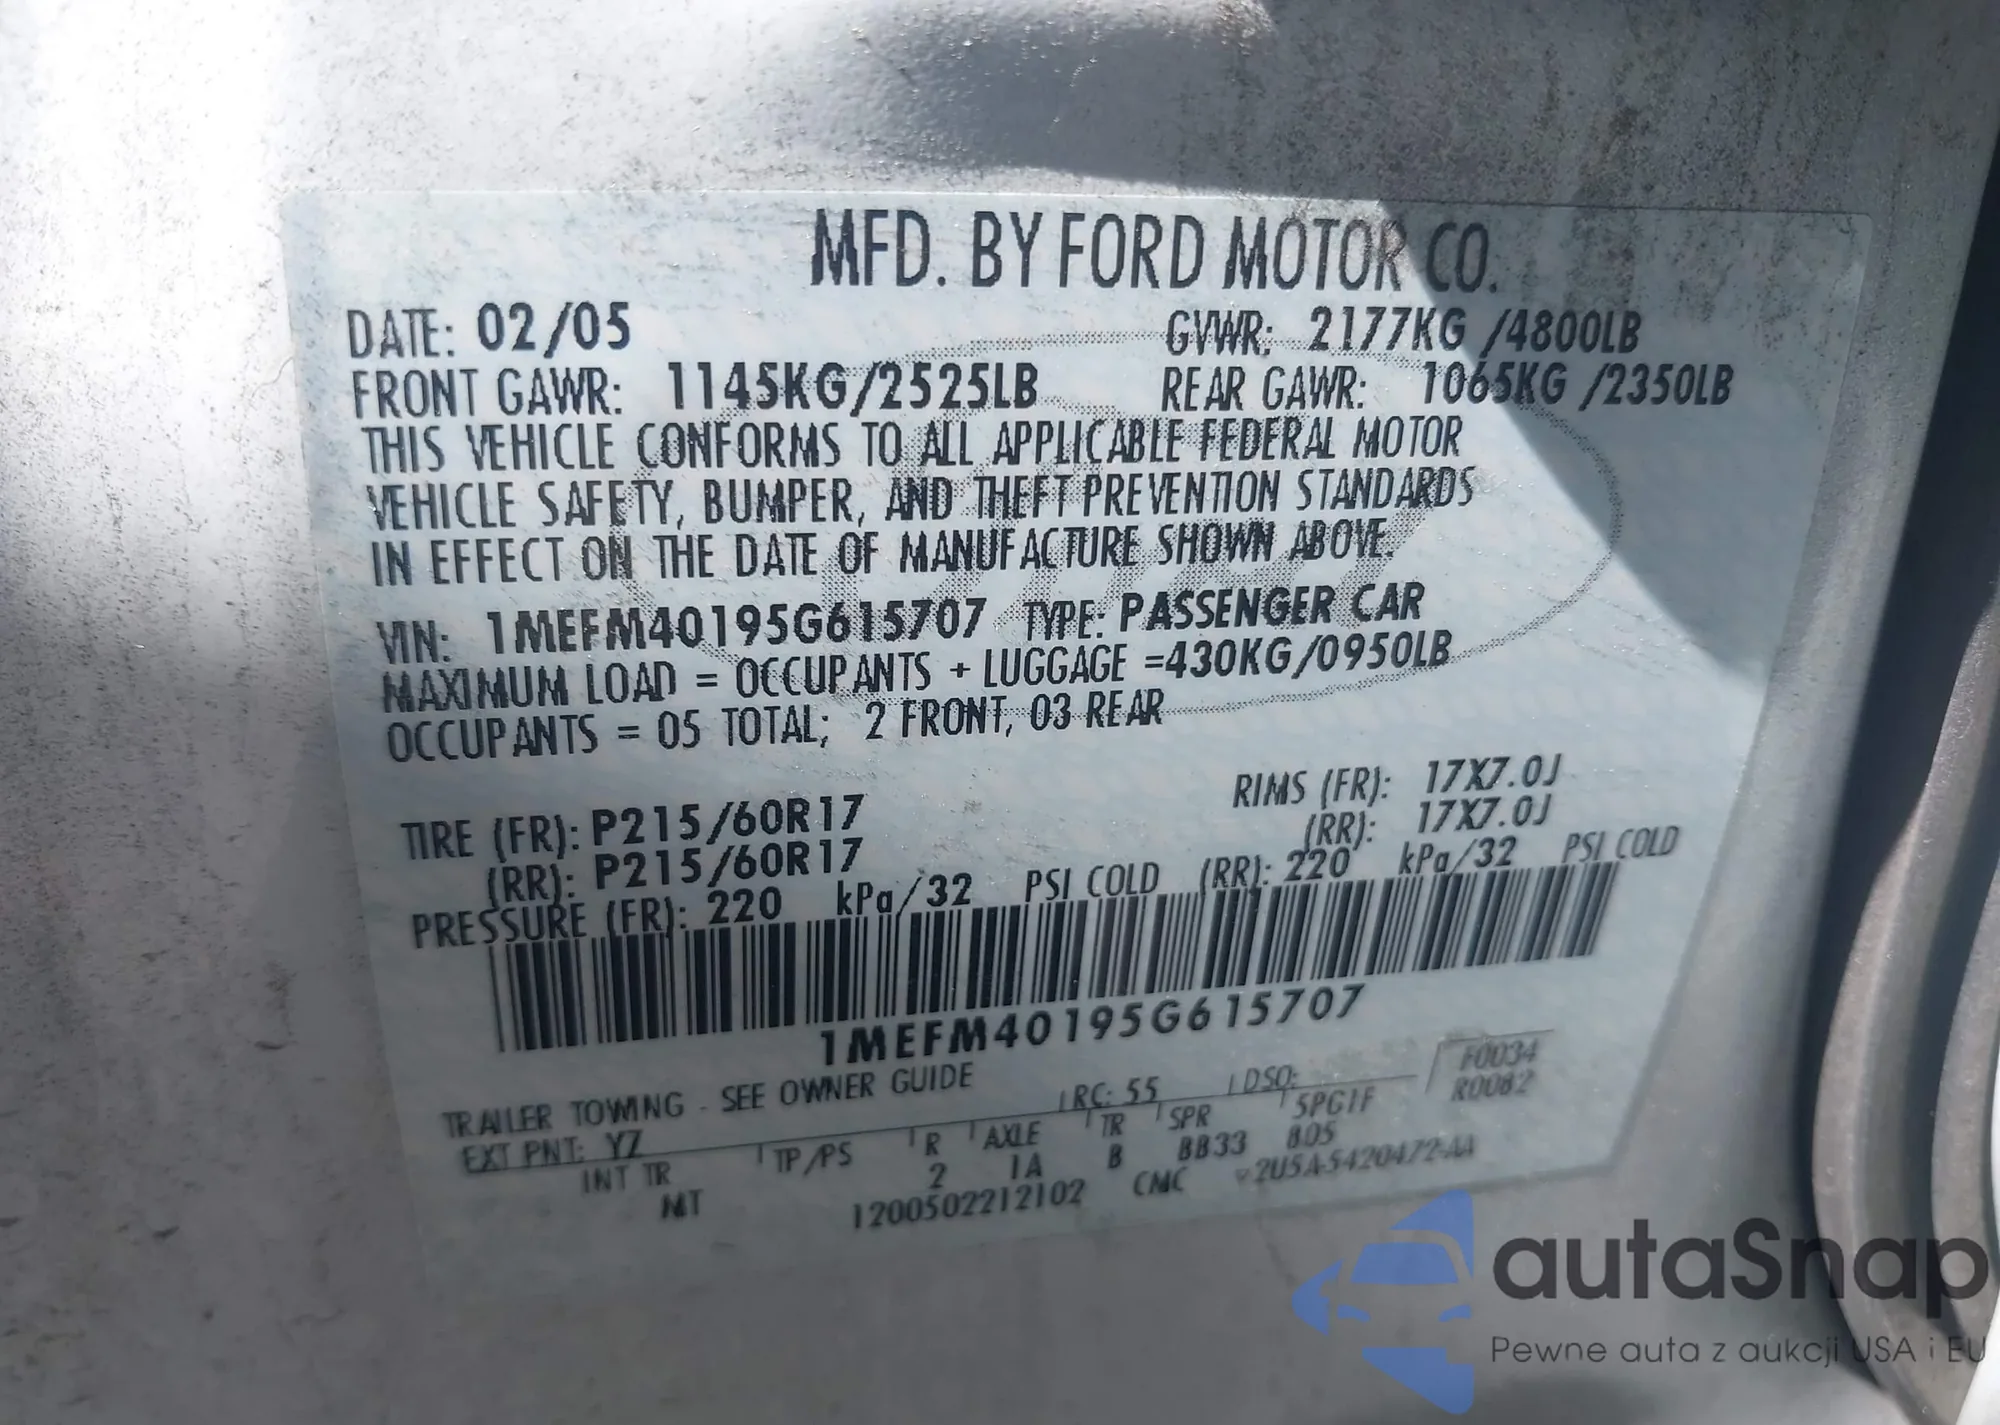 MFD. BY FORD MOTOR CO.
DATE: 02/05 GVWR: 2177KG /4800LB
FRONT GAWR: 1145KG/2525LB REAR GAWR: 1065KG /2350LB
THIS VEHICLE CONFORMS TO ALL APPLICABLE FEDERAL MOTOR
VEHICLE SAFETY, BUMPER, AND THEFT PREVENTION STANDARDS
IN EFFECT ON THE DATE OF MANUFACTURE SHOWN ABOVE.
VIN: 1MEFM40195G615707 TYPE: PASSENGER CAR
MAXIMUM LOAD = OCCUPANTS + LUGGAGE =430KG/0950LB
OCCUPANTS = 05 TOTAL; 2 FRONT, 03 REAR
TIRE (FR): P215/60R17 RIMS (FR): 17X7.0J
(RR): P215/60R17 (RR): 17X7.0J
PRESSURE (FR): 220 kPa/32 PSI COLD (RR): 220 kPa/32 PSI COLD
1MEFM40195G615707
TRAILER TOWING - SEE OWNER GUIDE
EXT PNT: YZ RC: 55 DSO: F0034
R0082
INT TR TP/PS R AXLE TR SPR SPGIF
MT 2 1A B BB33 805
1200502212102 CMC 2U5A-5420472-AA
autaSnap
Pewne auta z aukcji USA i EU